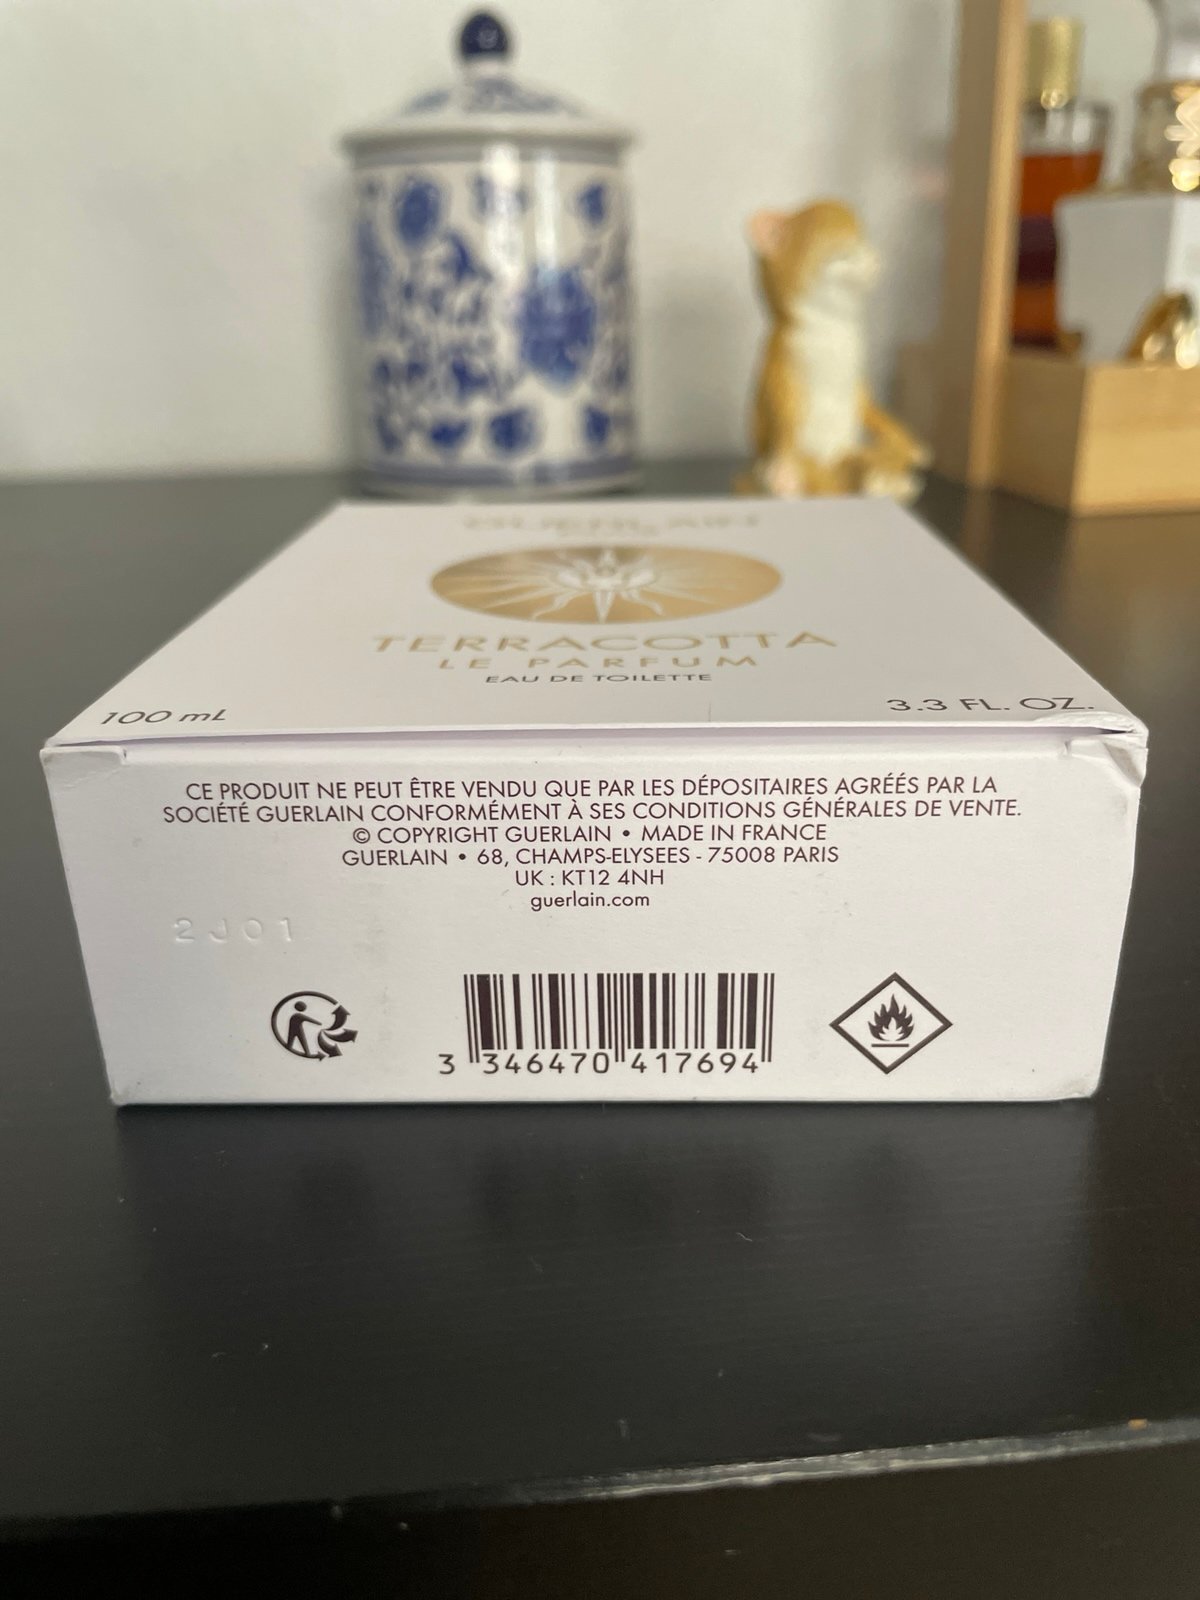 GUERLAIN
TERRACOTTA
LE PARFUM
EAU DE TOILETTE
100 mL
3.3 FL. OZ.
CE PRODUIT NE PEUT ÊTRE VENDU QUE PAR LES DÉPOSITAIRES AGRÉÉS PAR LA
SOCIÉTÉ GUERLAIN CONFORMÉMENT À SES CONDITIONS GÉNÉRALES DE VENTE.
© COPYRIGHT GUERLAIN • MADE IN FRANCE
GUERLAIN • 68, CHAMPS-ELYSEES - 75008 PARIS
UK : KT12 4NH
guerlain.com
2J01
3 346470 417694